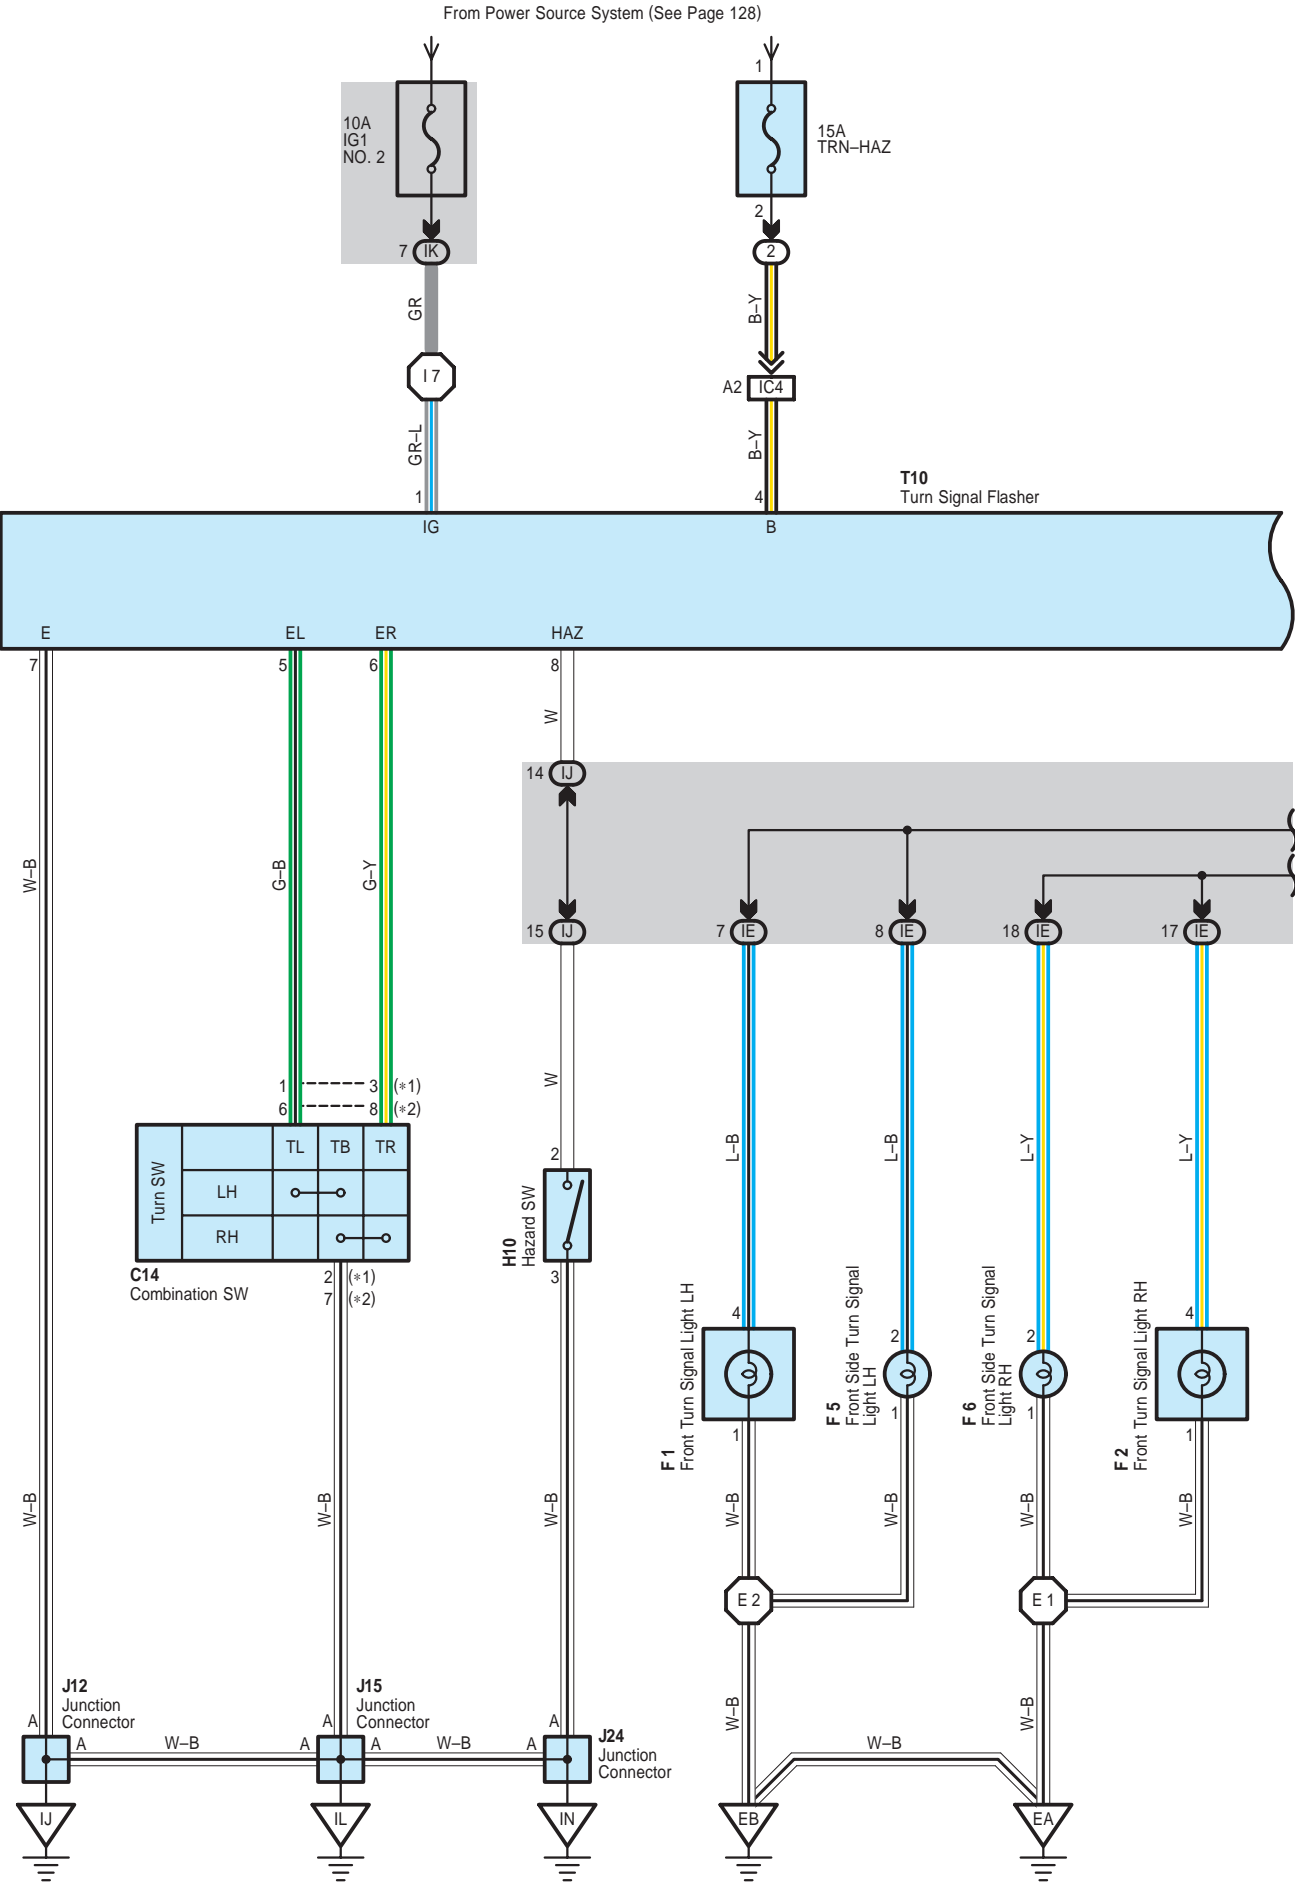 From Power Source System (See Page 128)
1
10A
IG1
NO. 2
15A
TRN–HAZ
2
7 IK
2
GR
B–Y
I 7
A2 IC4
GR–L
B–Y
T10
Turn Signal Flasher
1
4
IG
B
E
EL
ER
HAZ
7
5
6
8
W
14 IJ
W–B
G–B
G–Y
15 IJ
7 IE
8 IE
18 IE
17 IE
W
L–B
L–B
L–Y
L–Y
1
3 (∗1)
6
8 (∗2)
Turn SW
TL
TB
TR
LH
RH
2
H10
Hazard SW
3
C14
Combination SW
2 (∗1)
7 (∗2)
4
2
2
4
F 1
Front Turn Signal Light LH
F 5
Front Side Turn Signal
Light LH
F 6
Front Side Turn Signal
Light RH
F 2
Front Turn Signal Light RH
1
1
1
1
W–B
W–B
W–B
W–B
W–B
W–B
W–B
E 2
E 1
J12
Junction
Connector
J15
Junction
Connector
J24
Junction
Connector
A
A
A
A
W–B
A
A
W–B
A
W–B
W–B
W–B
IJ
IL
IN
EB
EA